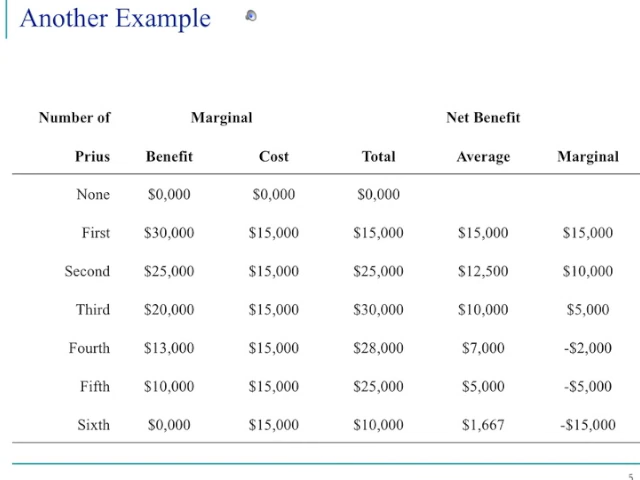 Another Example
Number of Marginal Net Benefit
Prius Benefit Cost Total Average Marginal
None $0,000 $0,000 $0,000
First $30,000 $15,000 $15,000 $15,000 $15,000
Second $25,000 $15,000 $25,000 $12,500 $10,000
Third $20,000 $15,000 $30,000 $10,000 $5,000
Fourth $13,000 $15,000 $28,000 $7,000 -$2,000
Fifth $10,000 $15,000 $25,000 $5,000 -$5,000
Sixth $0,000 $15,000 $10,000 $1,667 -$15,000
5